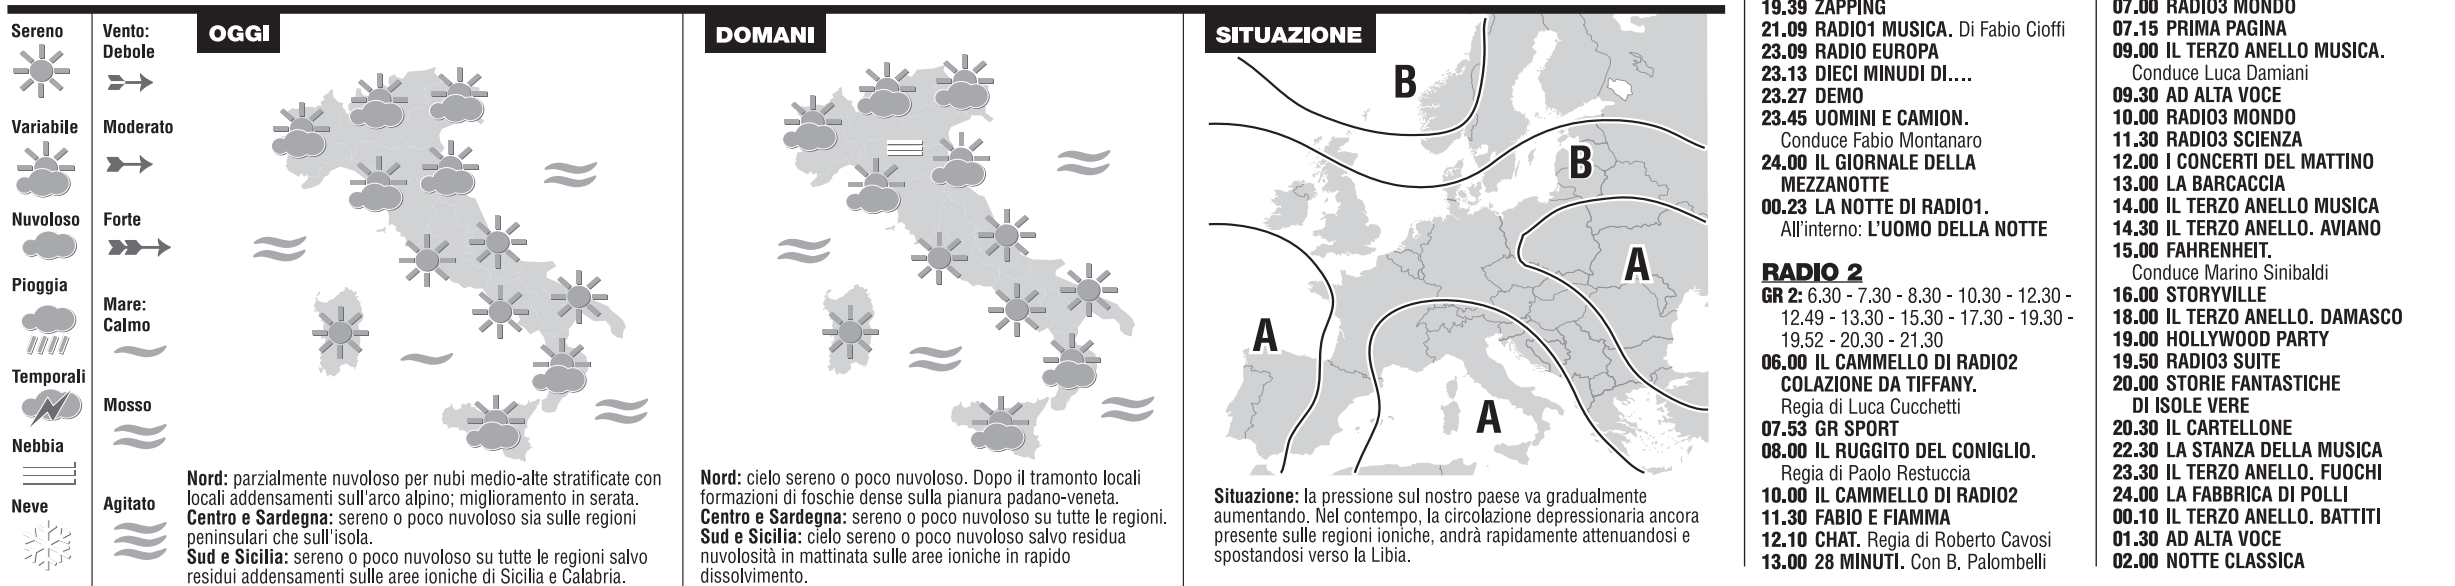 Sereno
Variabile
Nuvoloso
Pioggia
Temporali
Nebbia
Neve
Vento:
Debole
Moderato
Forte
Mare:
Calmo
Mosso
Agitato
OGGI
Nord: parzialmente nuvoloso per nubi medio-alte stratificate con
locali addensamenti sull'arco alpino; miglioramento in serata.
Centro e Sardegna: sereno o poco nuvoloso sia sulle regioni
peninsulari che sull'isola.
Sud e Sicilia: sereno o poco nuvoloso su tutte le regioni salvo
residui addensamenti sulle aree ioniche di Sicilia e Calabria.
DOMANI
Nord: cielo sereno o poco nuvoloso. Dopo il tramonto locali
formazioni di foschie dense sulla pianura padano-veneta.
Centro e Sardegna: sereno o poco nuvoloso su tutte le regioni.
Sud e Sicilia: cielo sereno o poco nuvoloso salvo residua
nuvolosità in mattinata sulle aree ioniche in rapido
dissolvimento.
SITUAZIONE
B
B
A
A
A
Situazione: la pressione sul nostro paese va gradualmente
aumentando. Nel contempo, la circolazione depressionaria ancora
presente sulle regioni ioniche, andrà rapidamente attenuandosi e
spostandosi verso la Libia.
19.39 ZAPPING
21.09 RADIO1 MUSICA. Di Fabio Cioffi
23.09 RADIO EUROPA
23.13 DIECI MINUDI DI....
23.27 DEMO
23.45 UOMINI E CAMION.
Conduce Fabio Montanaro
24.00 IL GIORNALE DELLA
MEZZANOTTE
00.23 LA NOTTE DI RADIO1.
All'interno: L'UOMO DELLA NOTTE
RADIO 2
GR 2: 6.30 - 7.30 - 8.30 - 10.30 - 12.30 -
12.49 - 13.30 - 15.30 - 17.30 - 19.30 -
19.52 - 20.30 - 21.30
06.00 IL CAMMELLO DI RADIO2
COLAZIONE DA TIFFANY.
Regia di Luca Cucchetti
07.53 GR SPORT
08.00 IL RUGGITO DEL CONIGLIO.
Regia di Paolo Restuccia
10.00 IL CAMMELLO DI RADIO2
11.30 FABIO E FIAMMA
12.10 CHAT. Regia di Roberto Cavosi
13.00 28 MINUTI. Con B. Palombelli
07.00 RADIO3 MONDO
07.15 PRIMA PAGINA
09.00 IL TERZO ANELLO MUSICA.
Conduce Luca Damiani
09.30 AD ALTA VOCE
10.00 RADIO3 MONDO
11.30 RADIO3 SCIENZA
12.00 I CONCERTI DEL MATTINO
13.00 LA BARCACCIA
14.00 IL TERZO ANELLO MUSICA
14.30 IL TERZO ANELLO. AVIANO
15.00 FAHRENHEIT.
Conduce Marino Sinibaldi
16.00 STORYVILLE
18.00 IL TERZO ANELLO. DAMASCO
19.00 HOLLYWOOD PARTY
19.50 RADIO3 SUITE
20.00 STORIE FANTASTICHE
DI ISOLE VERE
20.30 IL CARTELLONE
22.30 LA STANZA DELLA MUSICA
23.30 IL TERZO ANELLO. FUOCHI
24.00 LA FABBRICA DI POLLI
00.10 IL TERZO ANELLO. BATTITI
01.30 AD ALTA VOCE
02.00 NOTTE CLASSICA